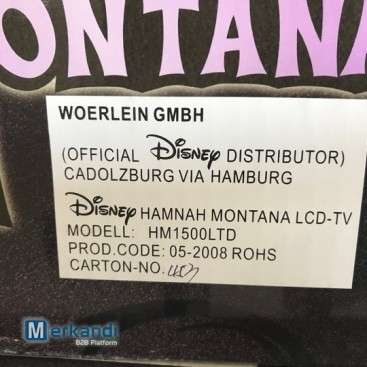 ONTANA
WOERLEIN GMBH
(OFFICIAL Disney DISTRIBUTOR)
CADOLZBURG VIA HAMBURG
Disney HAMNAH MONTANA LCD-TV
MODELL: HM1500LTD
PROD.CODE: 05-2008 ROHS
CARTON-NO.
Merkandi
B2B Platform